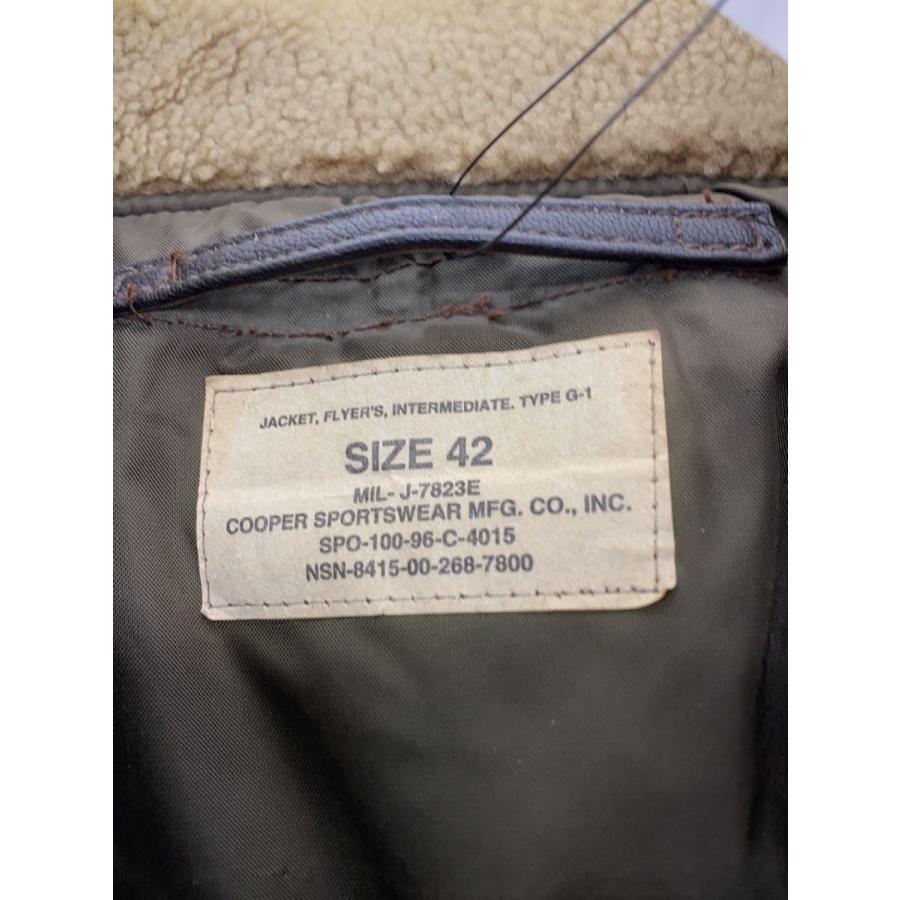 JACKET, FLYER'S, INTERMEDIATE. TYPE G-1
SIZE 42
MIL- J-7823E
COOPER SPORTSWEAR MFG. CO., INC.
SPO-100-96-C-4015
NSN-8415-00-268-7800